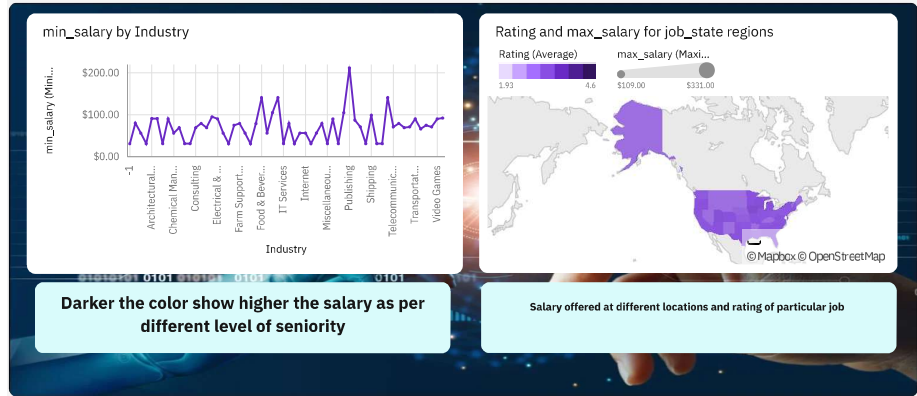 min_salary by Industry
min_salary (Mini...
$200.00
$100.00
$0.00
-1
Architectural...
Chemical Man...
Consulting
Electrical & ...
Farm Support...
Food & Bever...
IT Services
Internet
Miscellaneou...
Publishing
Shipping
Telecommunic...
Transportat...
Video Games
Industry
Rating and max_salary for job_state regions
Rating (Average)
1.93
4.6
max_salary (Maxi...
$109.00
$331.00
© Mapbox © OpenStreetMap
Darker the color show higher the salary as per
different level of seniority
Salary offered at different locations and rating of particular job